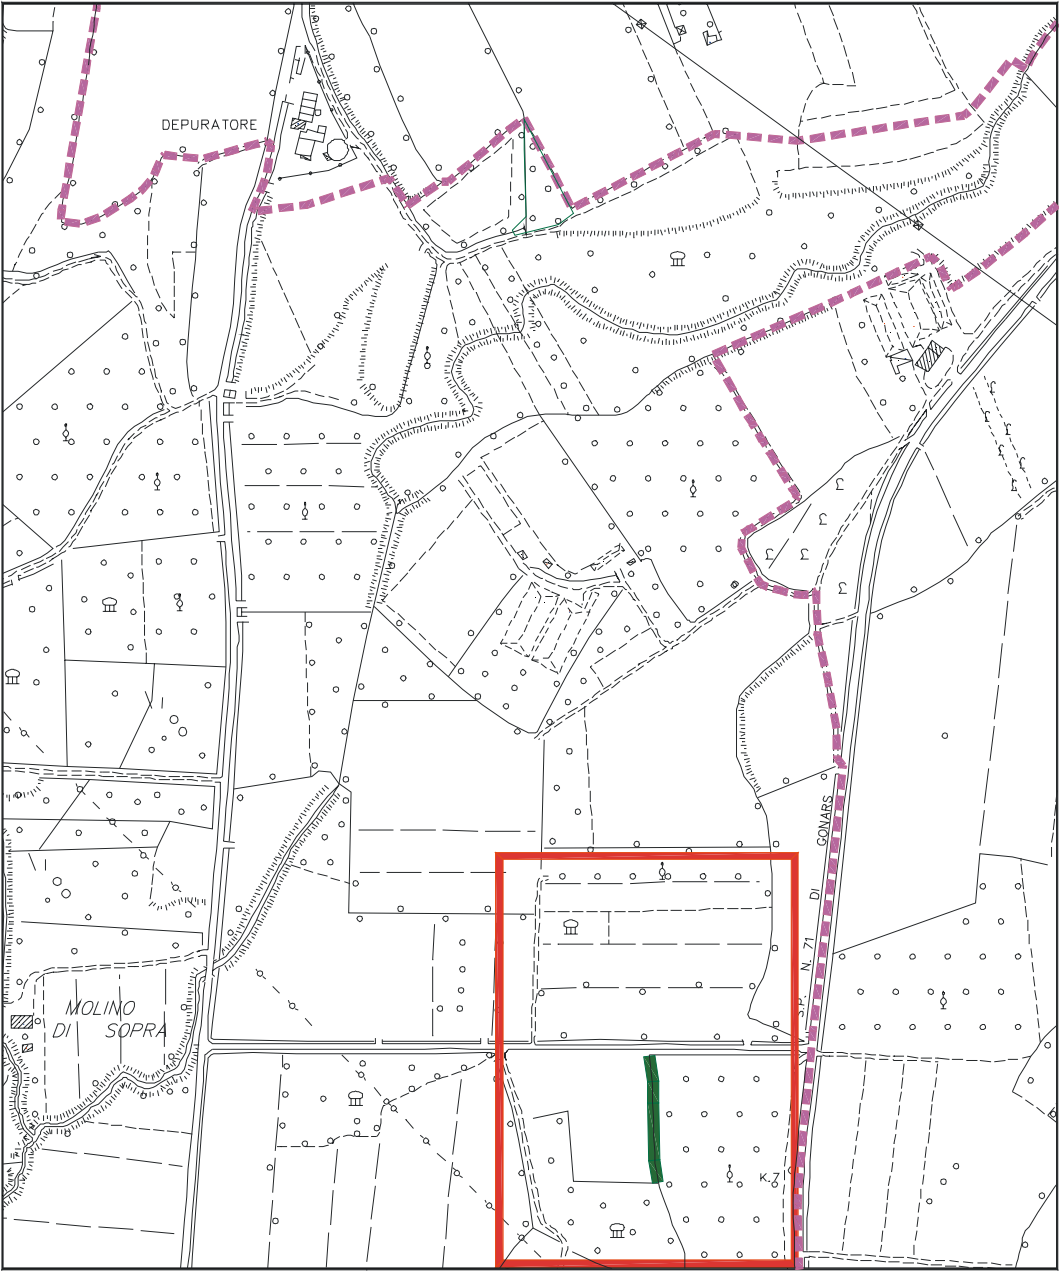 DEPURATORE
GONARS
DI
N. 71
S.P.
MOLINO
DI SOPRA
K.7